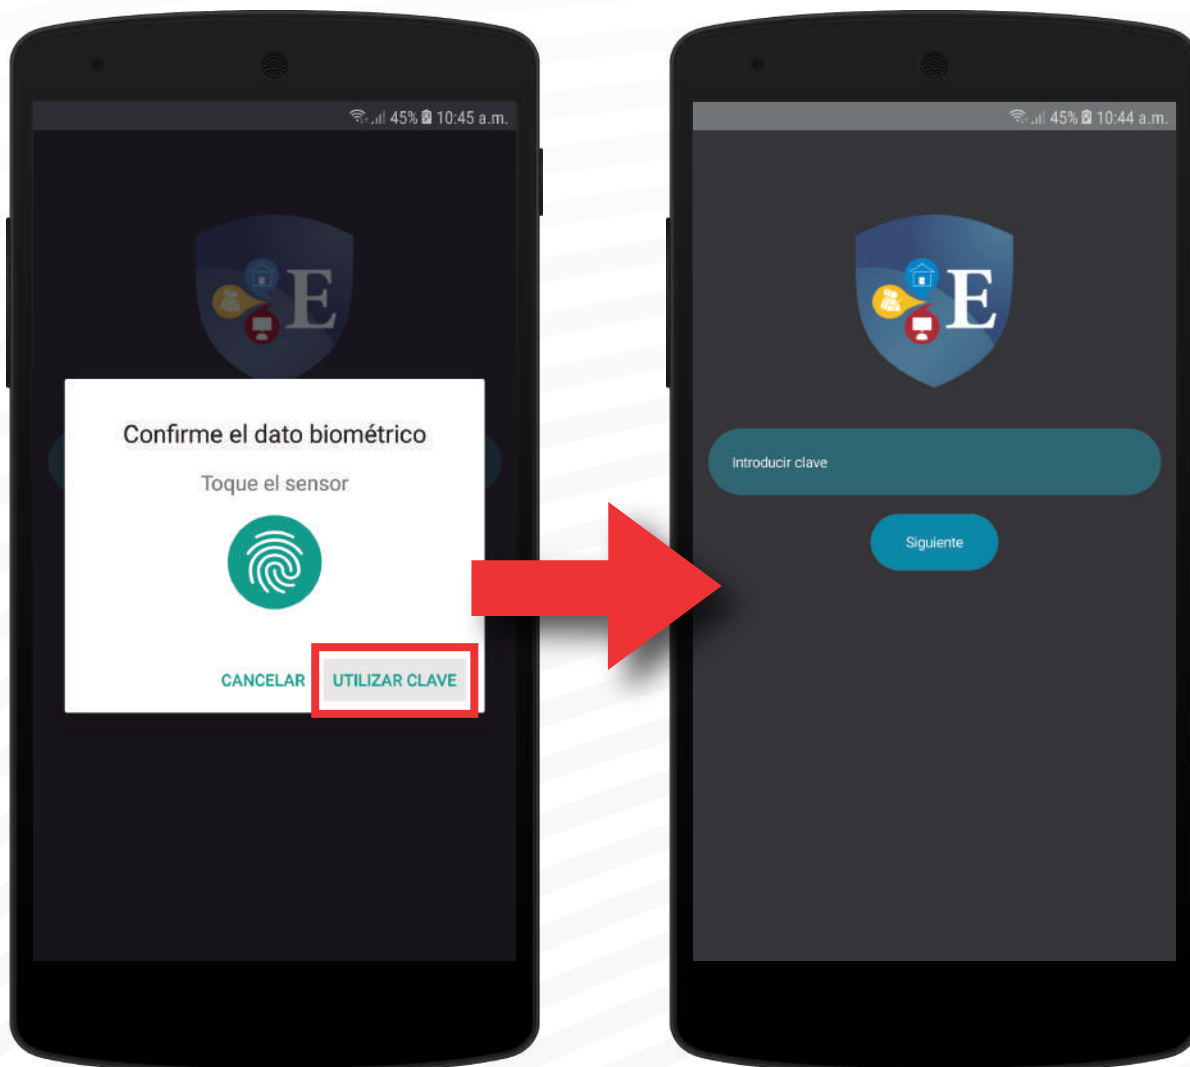 45% 10:45 a.m.
E
Confirme el dato biométrico
Toque el sensor
CANCELAR UTILIZAR CLAVE
45% 10:44 a.m.
E
Introducir clave
Siguiente